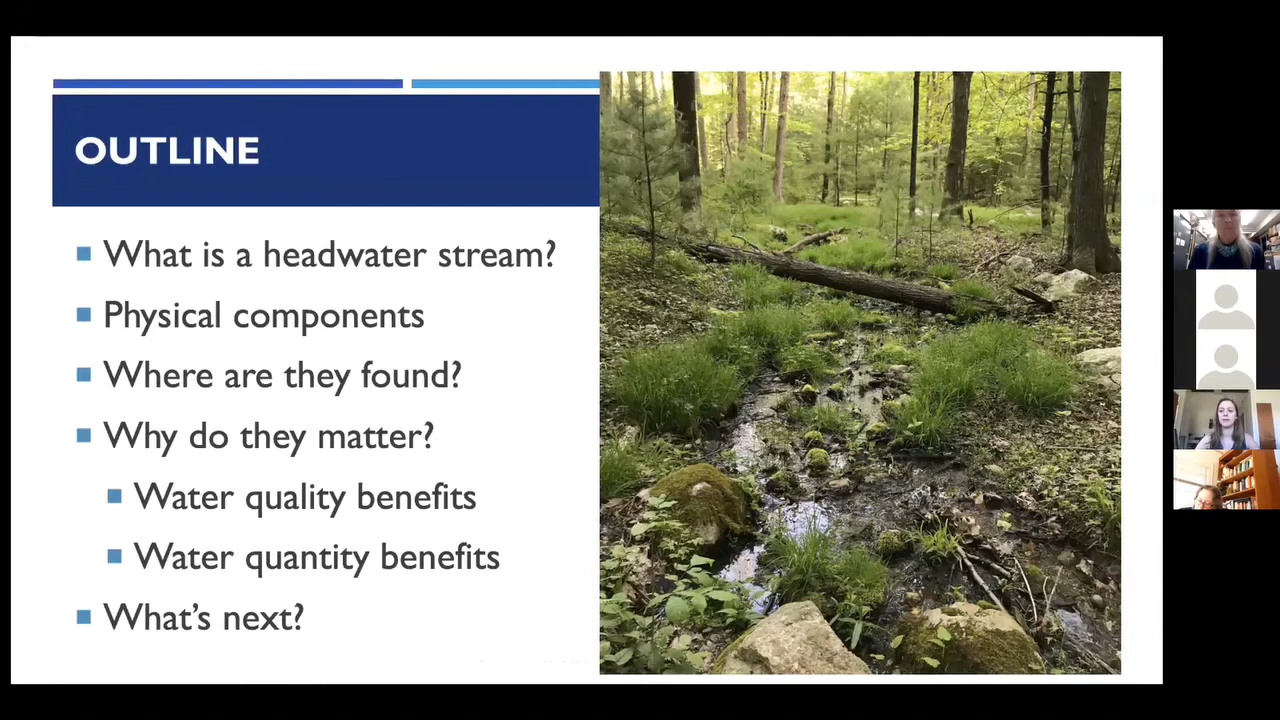 OUTLINE
What is a headwater stream?
Physical components
Where are they found?
Why do they matter?
Water quality benefits
Water quantity benefits
What's next?